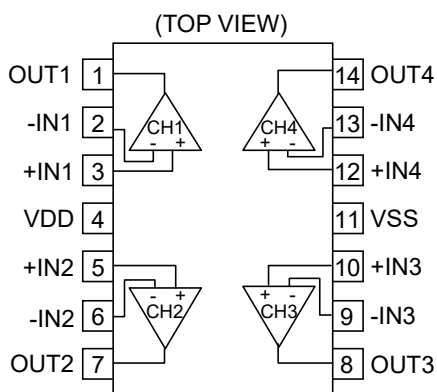 (TOP VIEW)
OUT1 1 14 OUT4
-IN1 2 CH1 CH4 13 -IN4
- + + -
+IN1 3 12 +IN4
VDD 4 11 VSS
+IN2 5 10 +IN3
- + + -
-IN2 6 CH2 CH3 9 -IN3
OUT2 7 8 OUT3